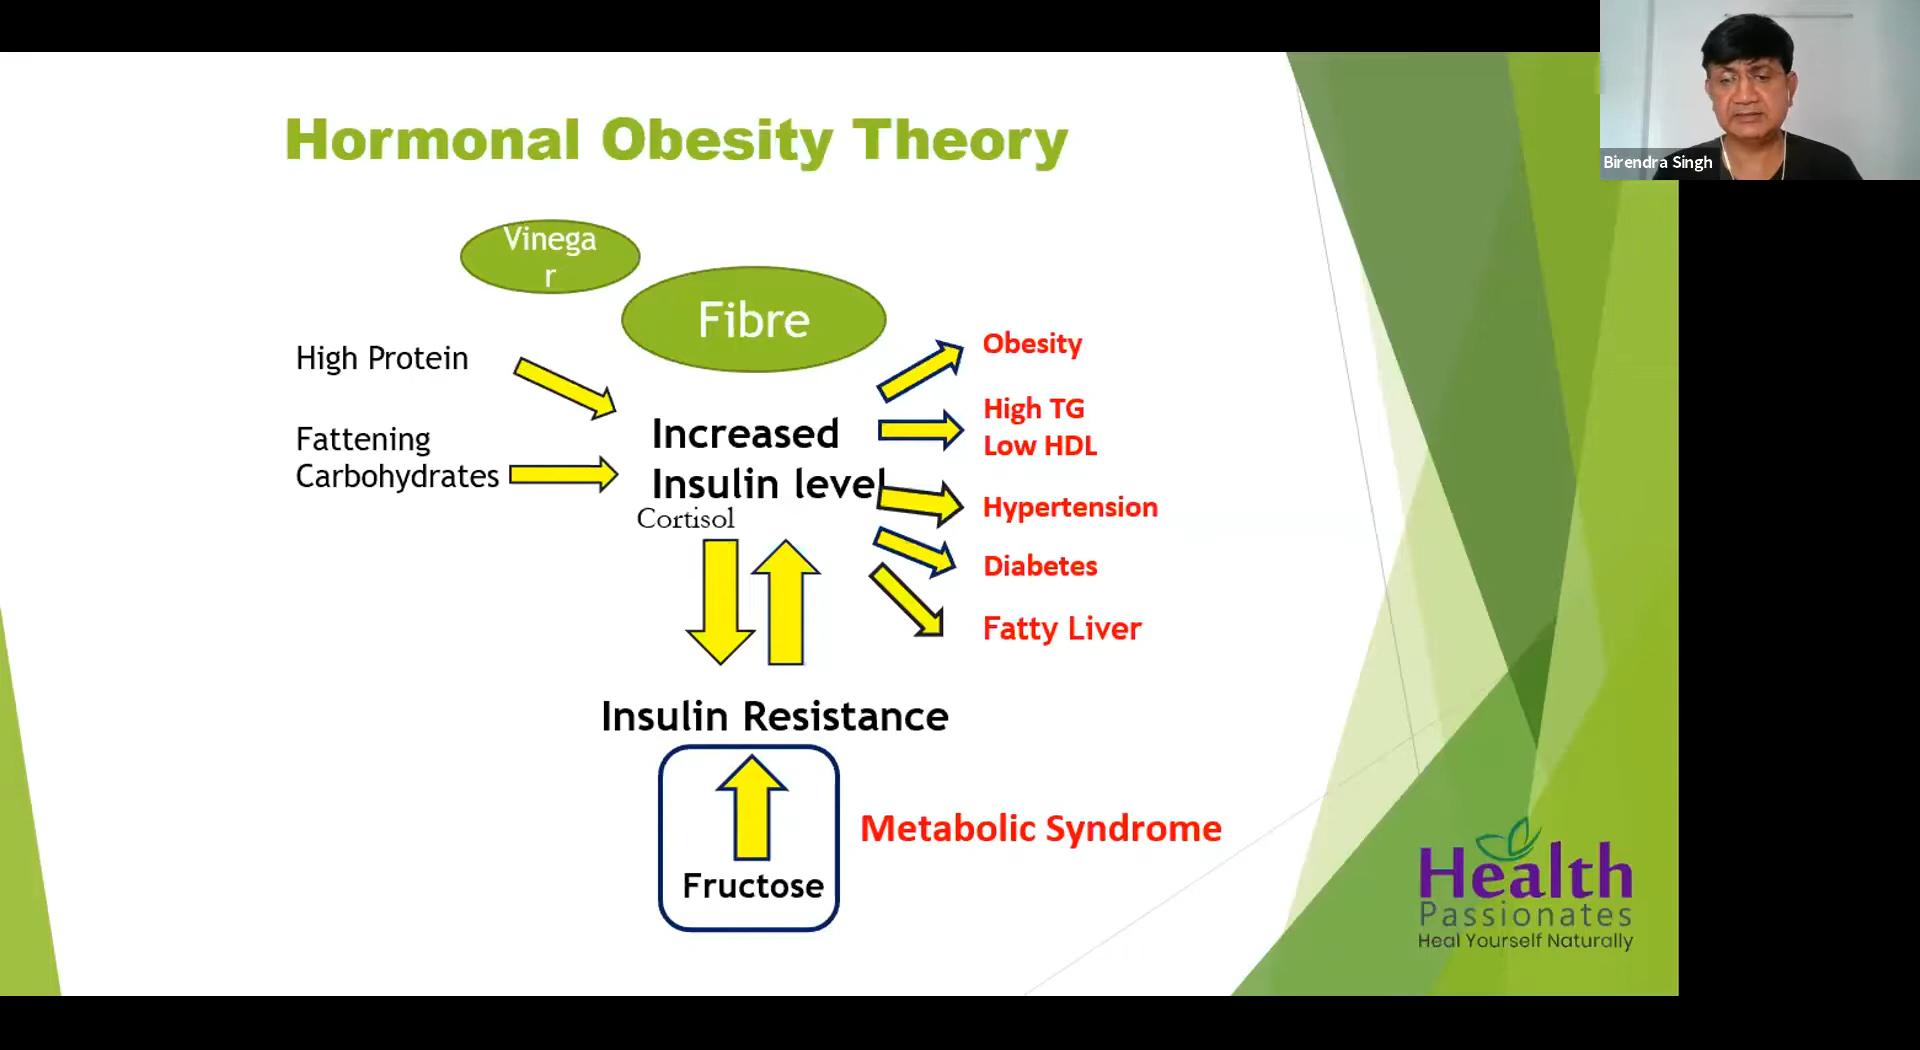 Hormonal Obesity Theory
Birendra Singh
Vinega
r
Fibre
High Protein
Fattening
Carbohydrates
Increased
Insulin level
Cortisol
Obesity
High TG
Low HDL
Hypertension
Diabetes
Fatty Liver
Insulin Resistance
Fructose
Metabolic Syndrome
Health
Passionates
Heal Yourself Naturally